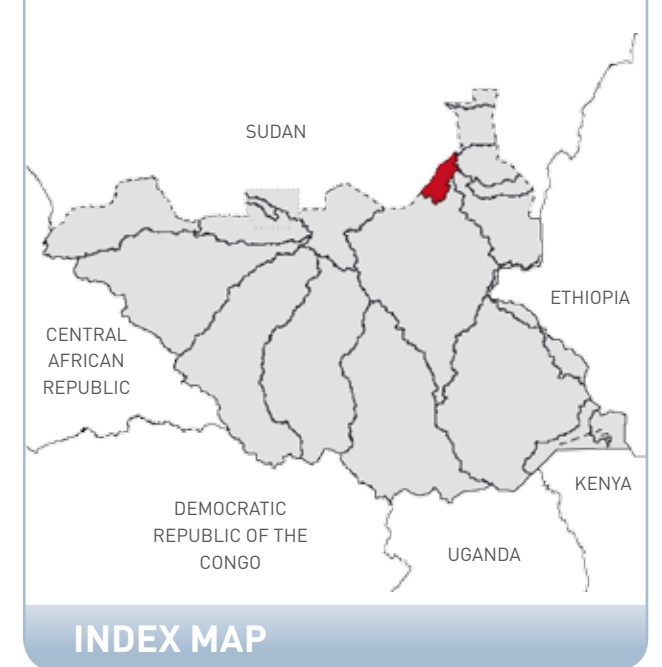 SUDAN
ETHIOPIA
CENTRAL
AFRICAN
REPUBLIC
KENYA
DEMOCRATIC
REPUBLIC OF THE
CONGO
UGANDA
INDEX MAP